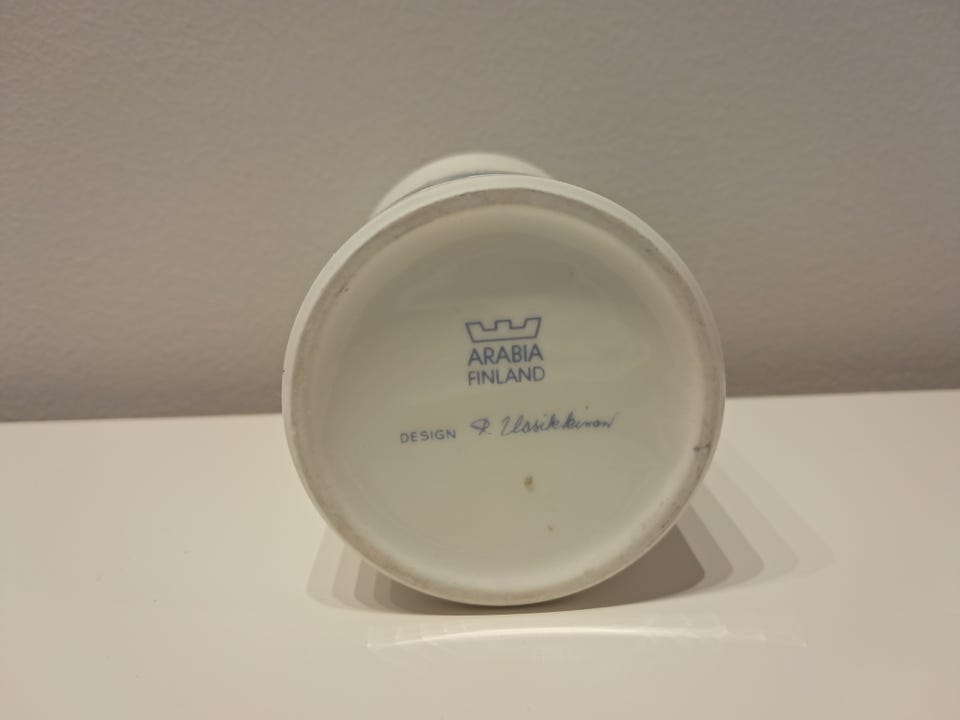 ARABIA
FINLAND
DESIGN R. Uosikkinen